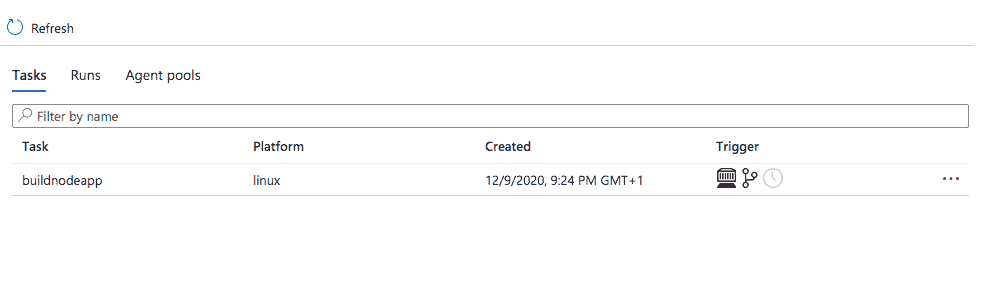 Refresh
Tasks Runs Agent pools
Filter by name
Task Platform Created Trigger
buildnodeapp linux 12/9/2020, 9:24 PM GMT+1